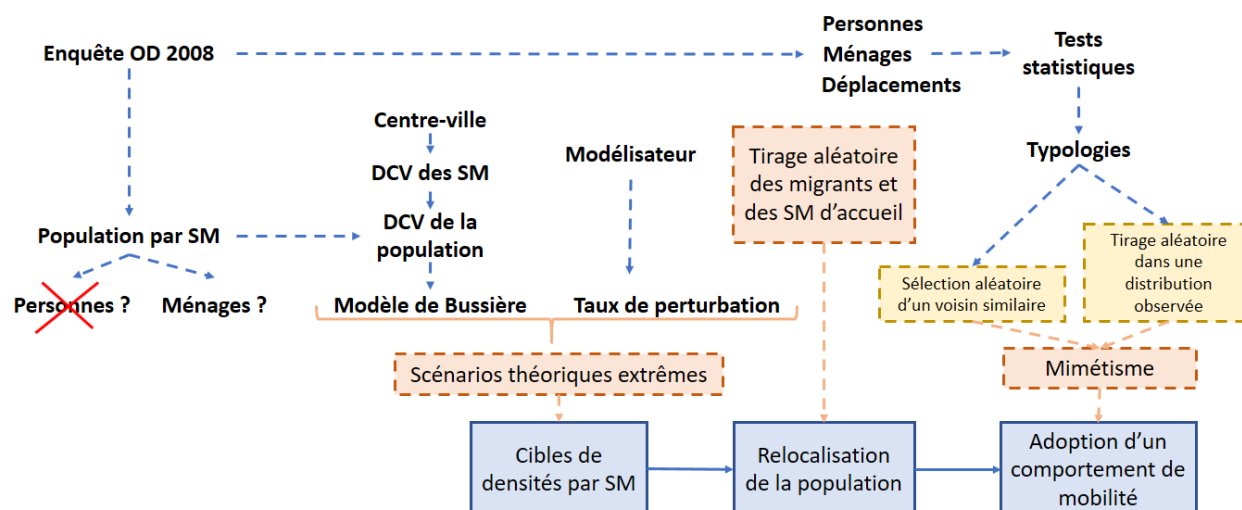 Enquête OD 2008
Personnes
Ménages
Déplacements
Tests
statistiques
Centre-ville
DCV des SM
DCV de la
population
Modélisateur
Tirage aléatoire
des migrants et
des SM d’accueil
Typologies
Population par SM
Personnes ?
Ménages ?
Modèle de Bussière
Taux de perturbation
Sélection aléatoire
d’un voisin similaire
Tirage aléatoire
dans une
distribution
observée
Scénarios théoriques extrêmes
Mimétisme
Cibles de
densités par SM
Relocalisation
de la population
Adoption d’un
comportement de
mobilité